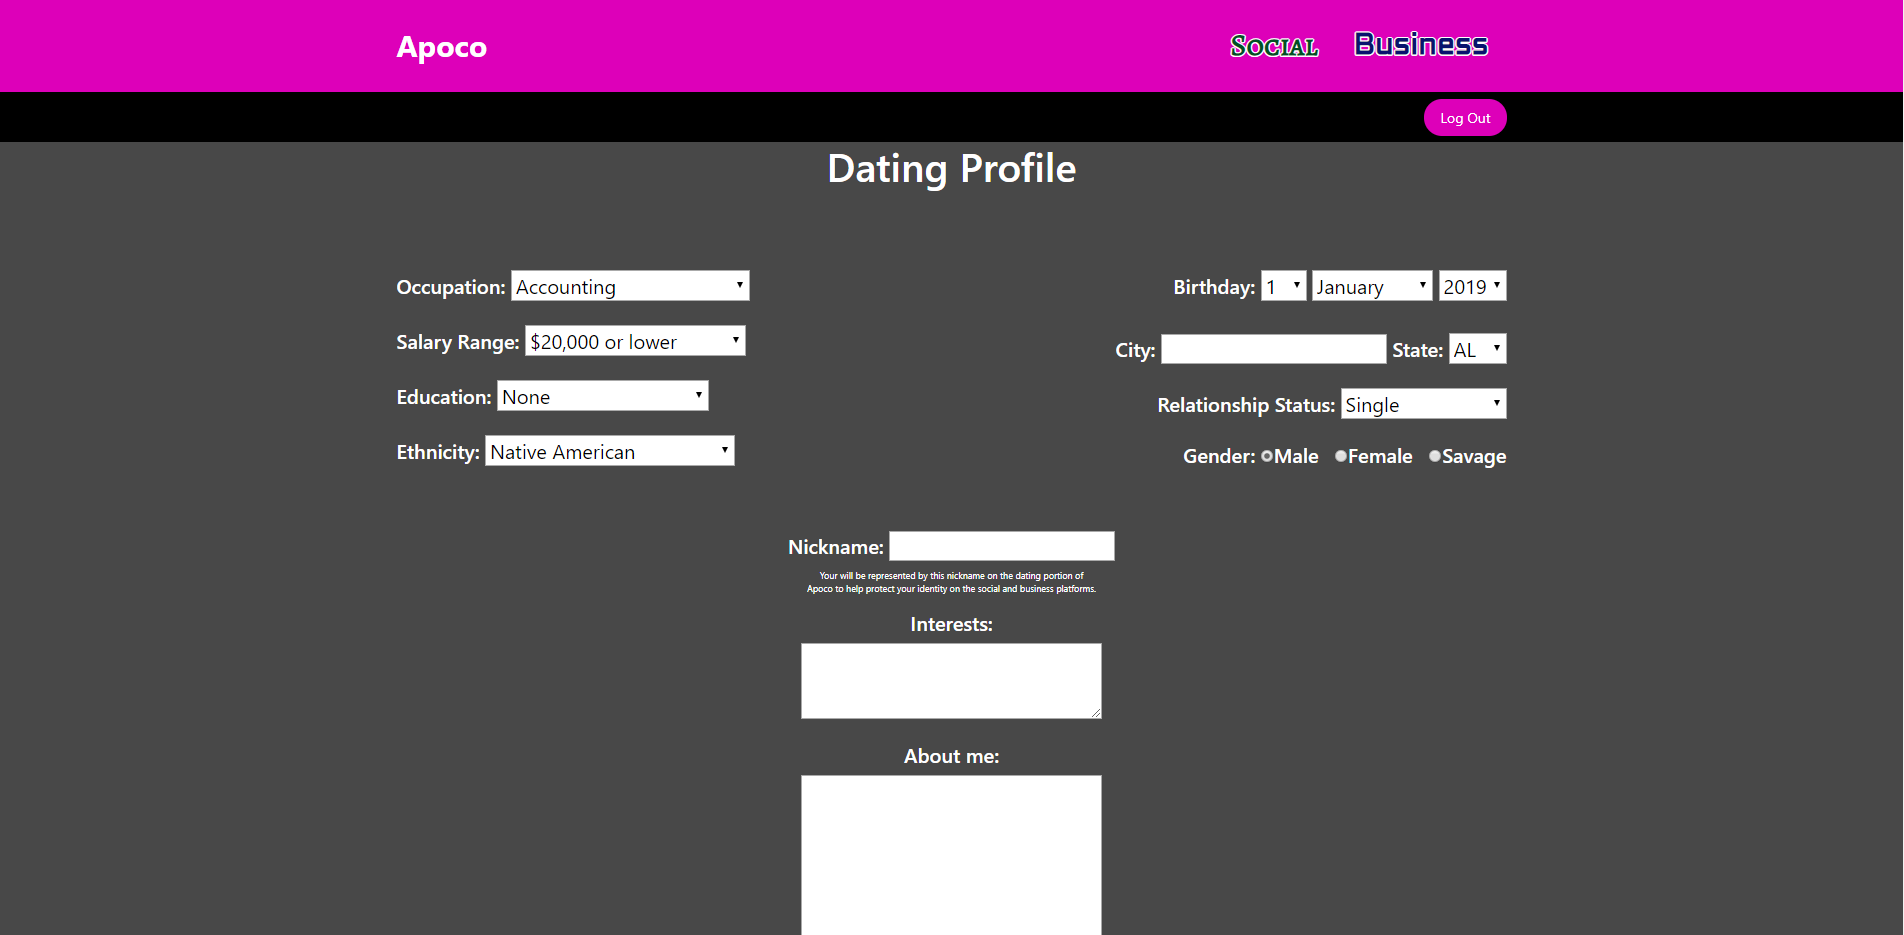 Apoco
Social
Business
Log Out
Dating Profile
Occupation: Accounting
Birthday: 1 January 2019
Salary Range: $20,000 or lower
City: State: AL
Education: None
Relationship Status: Single
Ethnicity: Native American
Gender: Male Female Savage
Nickname:
Your will be represented by this nickname on the dating portion of
Apoco to help protect your identity on the social and business platforms.
Interests:
About me: